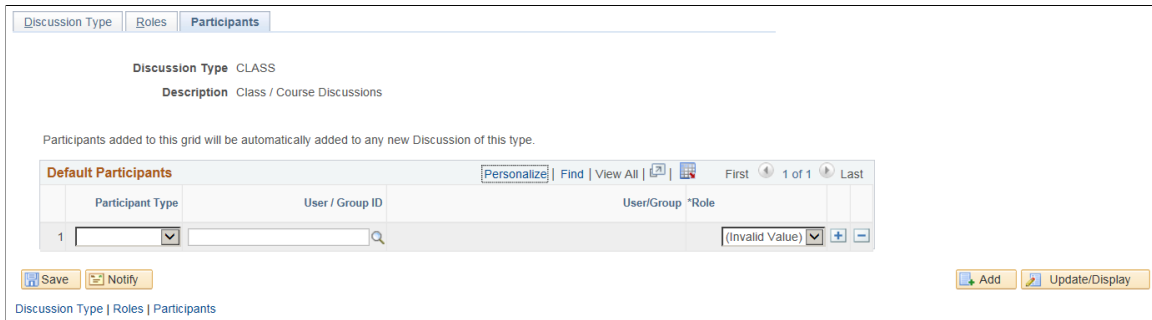 Discussion Type Roles Participants
Discussion Type CLASS
Description Class / Course Discussions
Participants added to this grid will be automatically added to any new Discussion of this type.
Default Participants Personalize | Find | View All | | First 1 of 1 Last
Participant Type User / Group ID User/Group *Role
1 (Invalid Value)
Save Notify Add Update/Display
Discussion Type | Roles | Participants